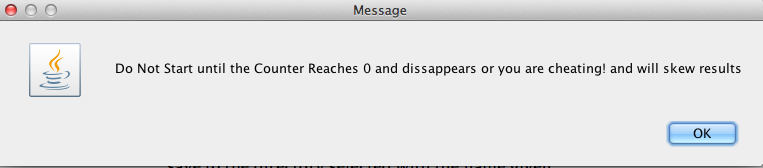 Message
Do Not Start until the Counter Reaches 0 and dissappears or you are cheating! and will skew results
OK